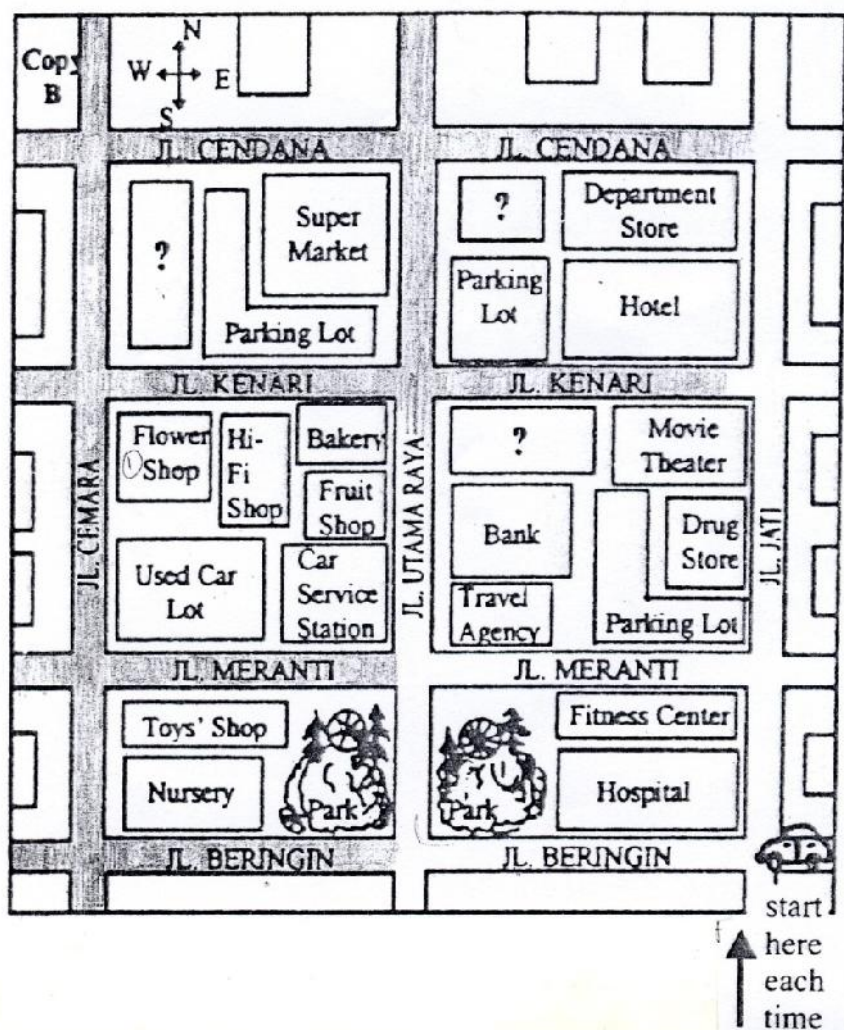 Copy
B
N
W
E
S
JL. CENDANA
JL. CENDANA
?
Super
Market
Parking Lot
?
Department
Store
Parking
Lot
Hotel
JL. KENARI
JL. KENARI
JL. CEMARA
Flower
Shop
Hi-
Fi
Shop
Bakery
Fruit
Shop
Used Car
Lot
Car
Service
Station
JL. UTAMA RAYA
?
Movie
Theater
Bank
Drug
Store
Travel
Agency
Parking Lot
JL. JATI
JL. MERANTI
JL. MERANTI
Toys' Shop
Nursery
Park
Park
Fitness Center
Hospital
JL. BERINGIN
JL. BERINGIN
start
here
each
time